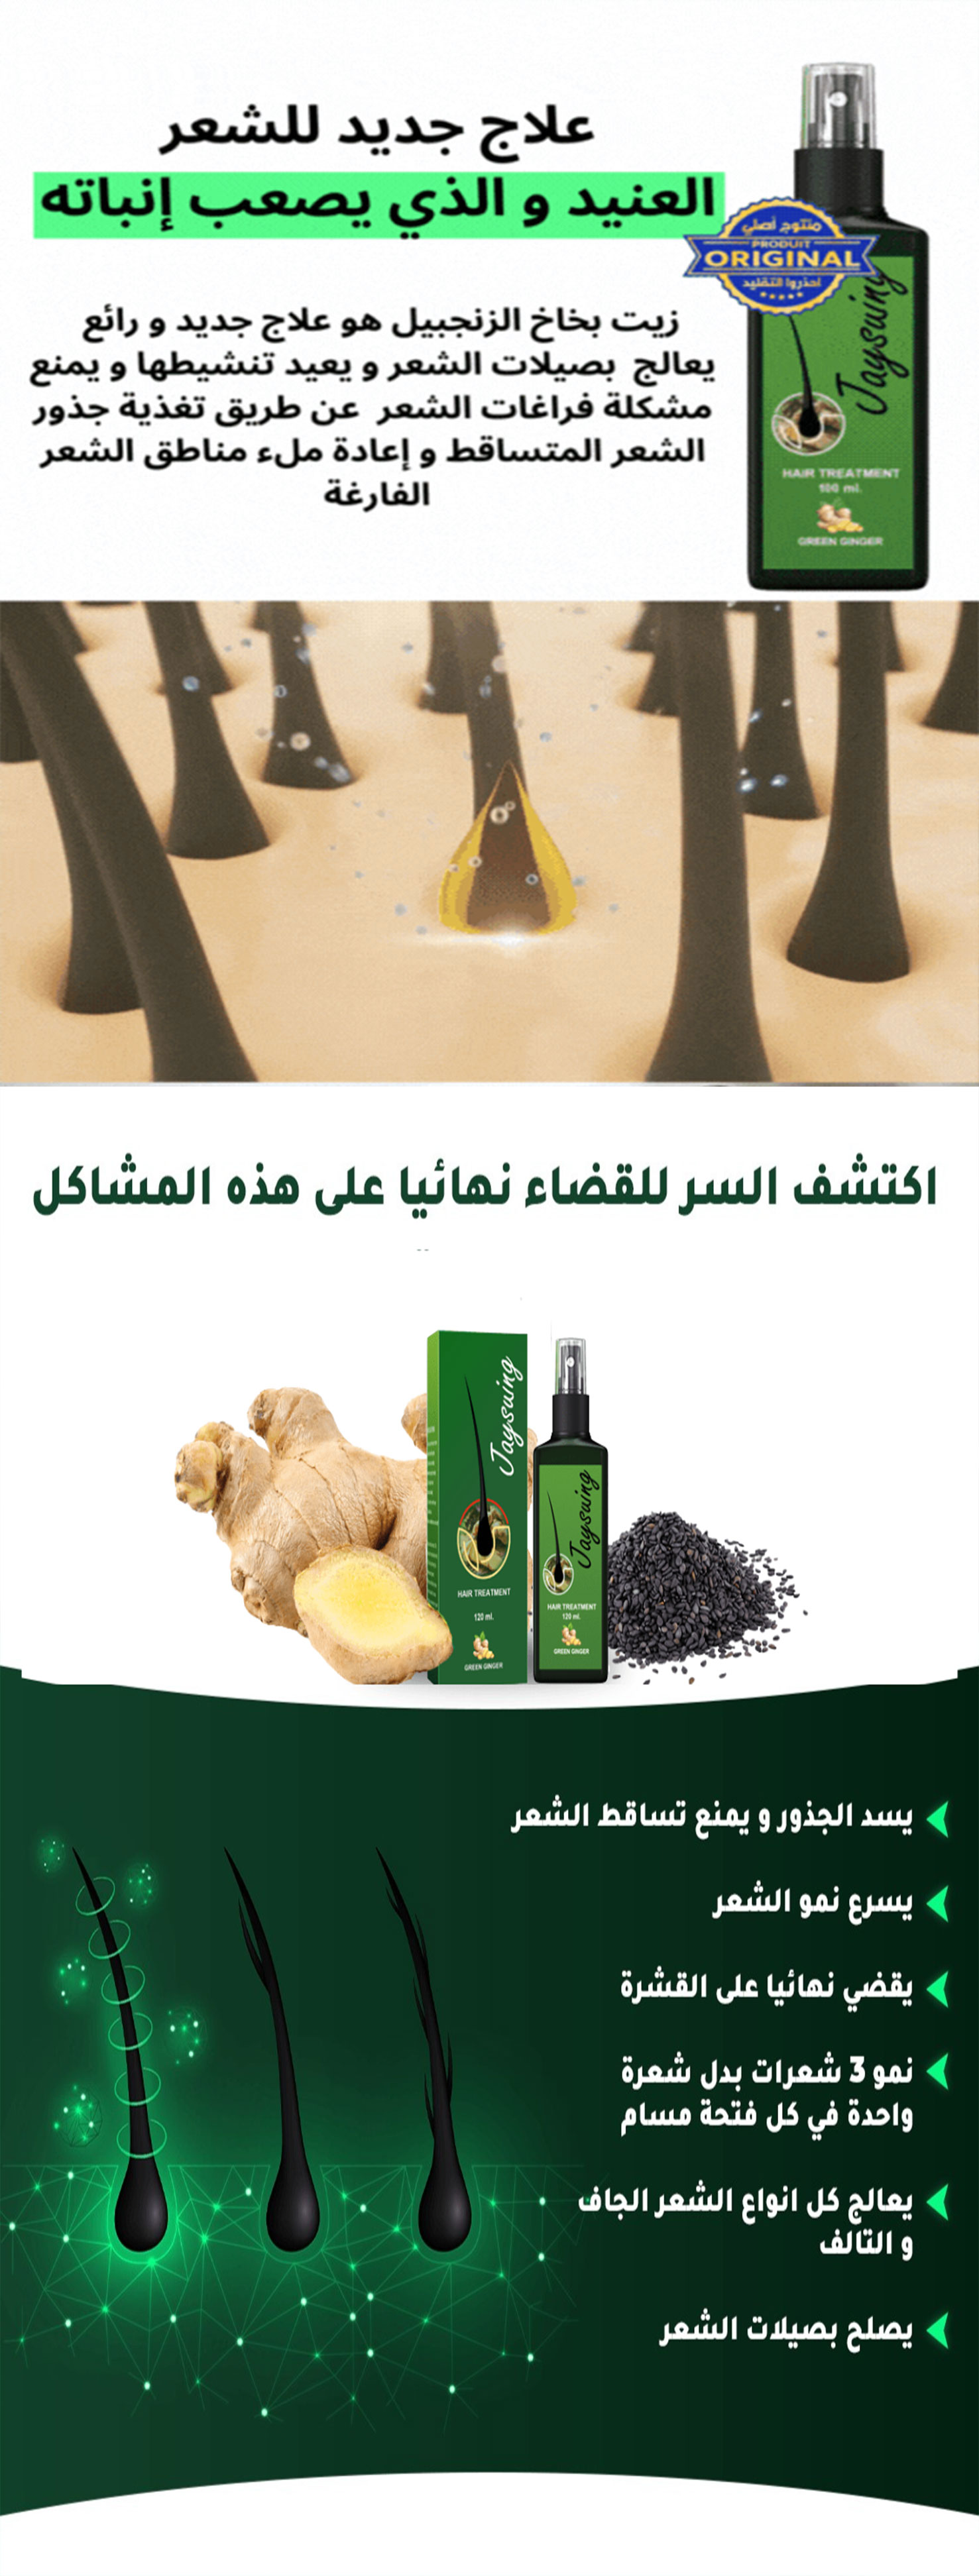 علاج جديد للشعر
العنيد و الذي يصعب إنباته
منتوج أصلي
PRODUIT
ORIGINAL
احذروا التقليد
زيت بخاخ الزنجبيل هو علاج جديد و رائع
يعالج بصيلات الشعر و يعيد تنشيطها و يمنع
مشكلة فراغات الشعر عن طريق تغذية جذور
الشعر المتساقط و إعادة ملء مناطق الشعر
الفارغة
Jayswing
HAIR TREATMENT
100 ml.
GREEN GINGER
اكتشف السر للقضاء نهائيا على هذه المشاكل
--
Jayswing
HAIR TREATMENT
120 ml.
GREEN GINGER
Jayswing
HAIR TREATMENT
120 ml.
GREEN GINGER
يسد الجذور و يمنع تساقط الشعر
يسرع نمو الشعر
يقضي نهائيا على القشرة
نمو 3 شعرات بدل شعرة
واحدة في كل فتحة مسام
يعالج كل انواع الشعر الجاف
و التالف
يصلح بصيلات الشعر